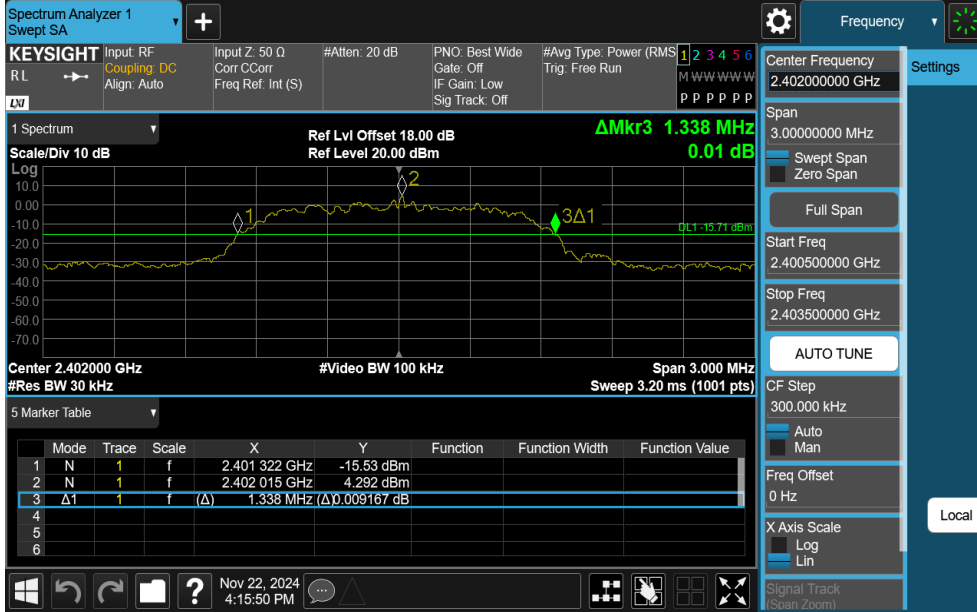 Spectrum Analyzer 1
Swept SA
Frequency
KEYSIGHT
R L
LXI
Input: RF
Coupling: DC
Align: Auto
Input Z: 50 Ω
Corr CCorr
Freq Ref: Int (S)
#Atten: 20 dB
PNO: Best Wide
Gate: Off
IF Gain: Low
Sig Track: Off
#Avg Type: Power (RMS
Trig: Free Run
1 2 3 4 5 6
M W W W W W
P P P P P P
1 Spectrum
Scale/Div 10 dB
Ref Lvl Offset 18.00 dB
Ref Level 20.00 dBm
ΔMkr3 1.338 MHz
0.01 dB
Log
10.0
0.00
-10.0
-20.0
-30.0
-40.0
-50.0
-60.0
-70.0
1
2
3Δ1
DL1 -15.71 dBm
Center 2.402000 GHz
#Video BW 100 kHz
Span 3.000 MHz
#Res BW 30 kHz
Sweep 3.20 ms (1001 pts)
5 Marker Table
Mode Trace Scale X Y Function Function Width Function Value
1 N 1 f 2.401 322 GHz -15.53 dBm
2 N 1 f 2.402 015 GHz 4.292 dBm
3 Δ1 1 f (Δ) 1.338 MHz (Δ) 0.009167 dB
4
5
6
?
Nov 22, 2024
4:15:50 PM
Center Frequency
2.402000000 GHz
Span
3.00000000 MHz
Swept Span
Zero Span
Full Span
Start Freq
2.400500000 GHz
Stop Freq
2.403500000 GHz
AUTO TUNE
CF Step
300.000 kHz
Auto
Man
Freq Offset
0 Hz
X Axis Scale
Log
Lin
Signal Track
(Span Zoom)
Settings
Local